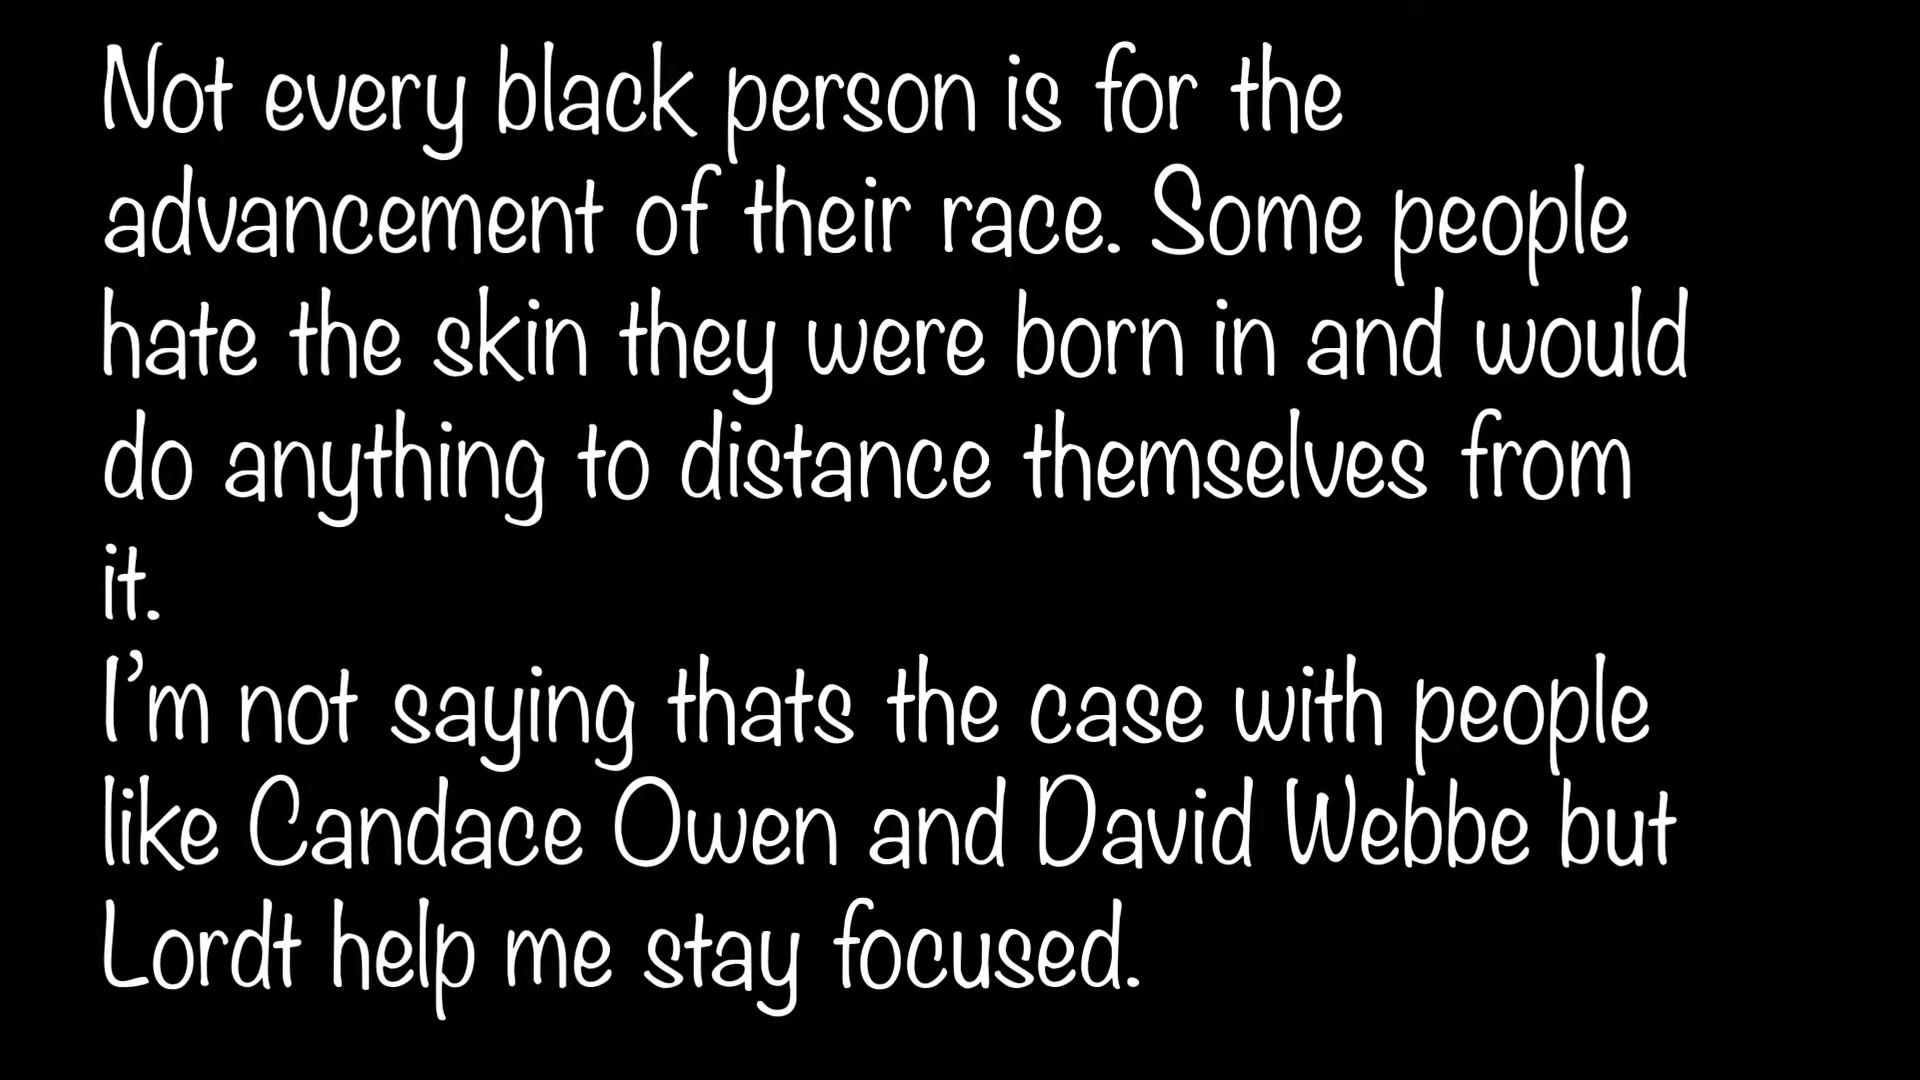 Not every black person is for the
advancement of their race. Some people
hate the skin they were born in and would
do anything to distance themselves from
it.
I'm not saying thats the case with people
like Candace Owen and David Webbe but
Lordt help me stay focused.